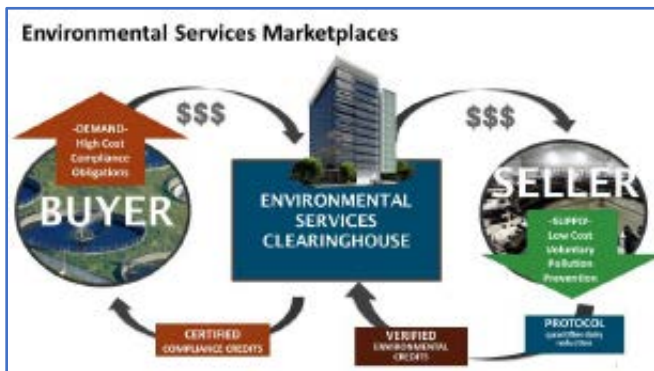 Environmental Services Marketplaces
$$$
$$$
-DEMAND-
High Cost
Compliance
Obligations
BUYER
ENVIRONMENTAL
SERVICES
CLEARINGHOUSE
SELLER
-SUPPLY-
Low Cost
Voluntary
Pollution
Prevention
CERTIFIED
COMPLIANCE CREDITS
VERIFIED
ENVIRONMENTAL
CREDITS
PROTOCOL
reduction